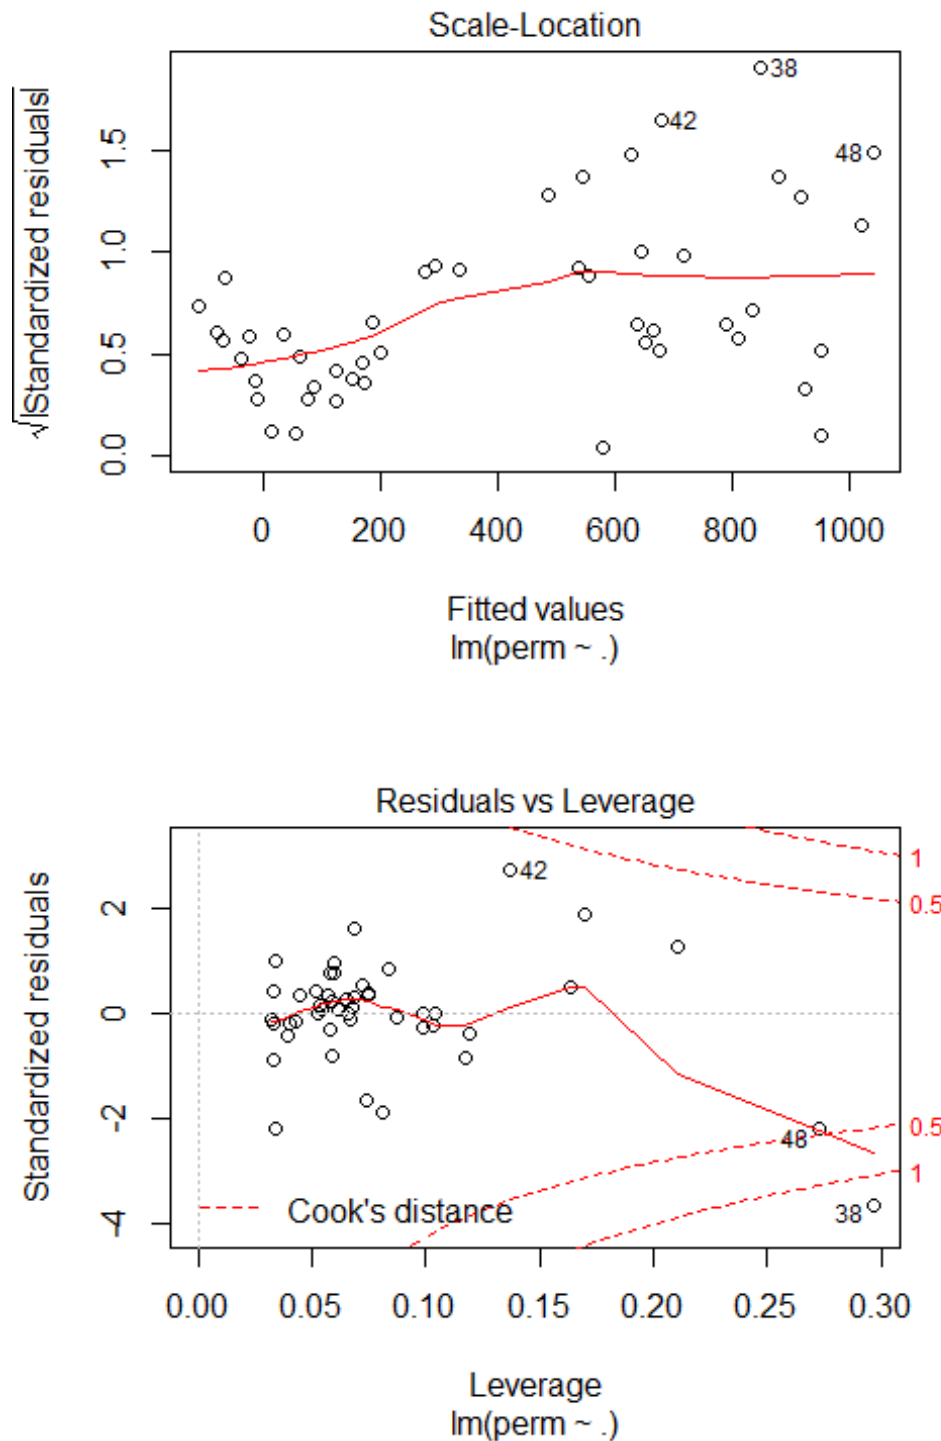 Scale-Location
√|Standardized residuals|
0.0 0.5 1.0 1.5
38
42
48
0 200 400 600 800 1000
Fitted values
lm(perm ~ .)
Residuals vs Leverage
Standardized residuals
-4 -2 0 2
42
1
0.5
48
0.5
1
38
Cook's distance
0.00 0.05 0.10 0.15 0.20 0.25 0.30
Leverage
lm(perm ~ .)